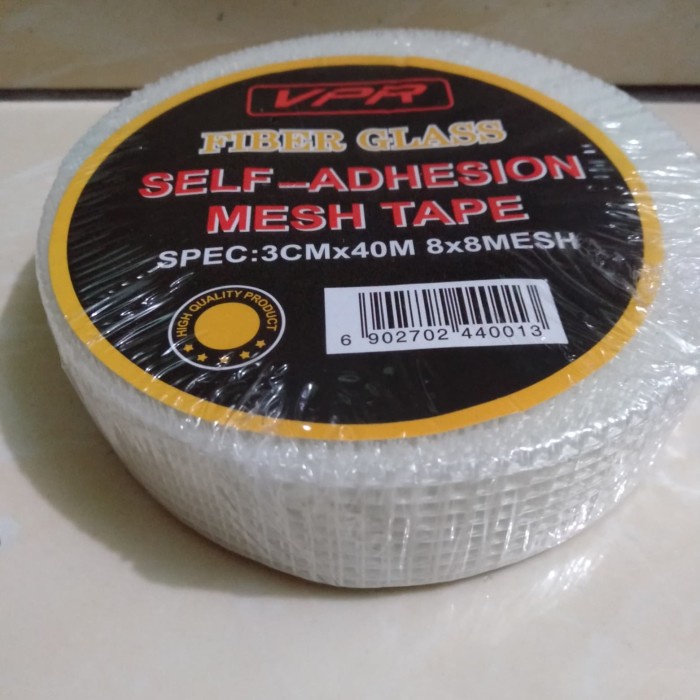 VPR
FIBER GLASS
SELF-ADHESION
MESH TAPE
SPEC:3CMx40M 8x8MESH
HIGH QUALITY PRODUCT
6 902702 440013